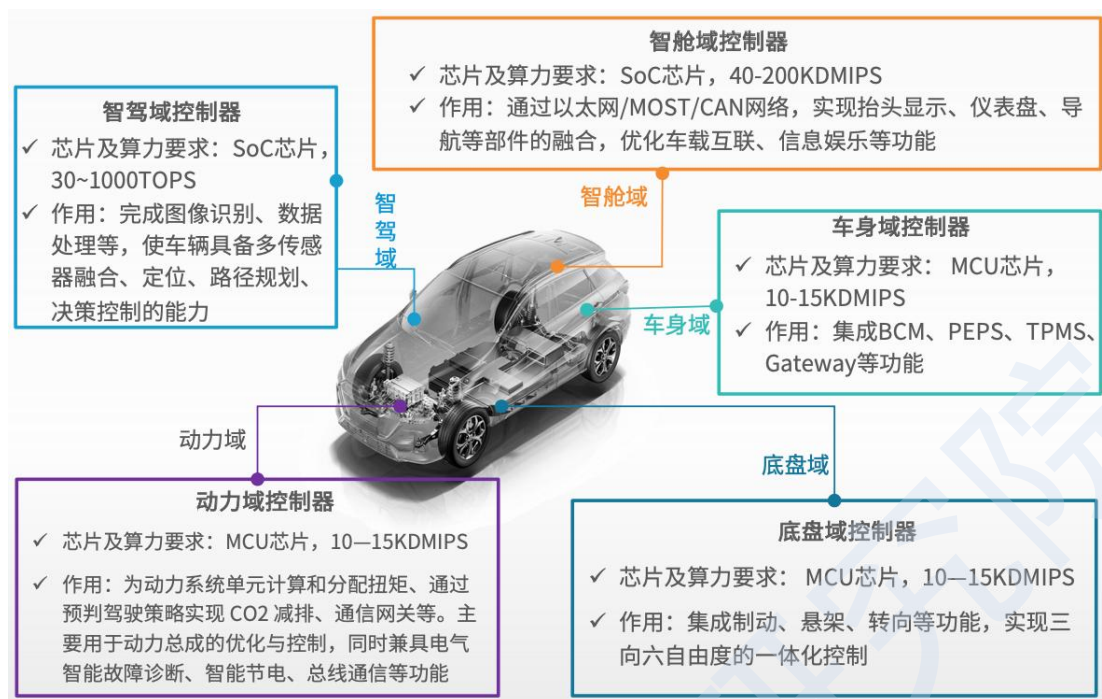 智舱域控制器
✓ 芯片及算力要求：SoC芯片，40-200KDMIPS
✓ 作用：通过以太网/MOST/CAN网络，实现抬头显示、仪表盘、导
航等部件的融合，优化车载互联、信息娱乐等功能
智驾域控制器
✓ 芯片及算力要求：SoC芯片，
30~1000TOPS
✓ 作用：完成图像识别、数据
处理等，使车辆具备多传感
器融合、定位、路径规划、
决策控制的能力
智驾域
智舱域
车身域控制器
✓ 芯片及算力要求： MCU芯片，
10-15KDMIPS
✓ 作用：集成BCM、PEPS、TPMS、
Gateway等功能
车身域
动力域
底盘域
动力域控制器
✓ 芯片及算力要求：MCU芯片，10—15KDMIPS
✓ 作用：为动力系统单元计算和分配扭矩、通过
预判驾驶策略实现 CO2 减排、通信网关等。主
要用于动力总成的优化与控制，同时兼具电气
智能故障诊断、智能节电、总线通信等功能
底盘域控制器
✓ 芯片及算力要求： MCU芯片，10—15KDMIPS
✓ 作用：集成制动、悬架、转向等功能，实现三
向六自由度的一体化控制
研究院